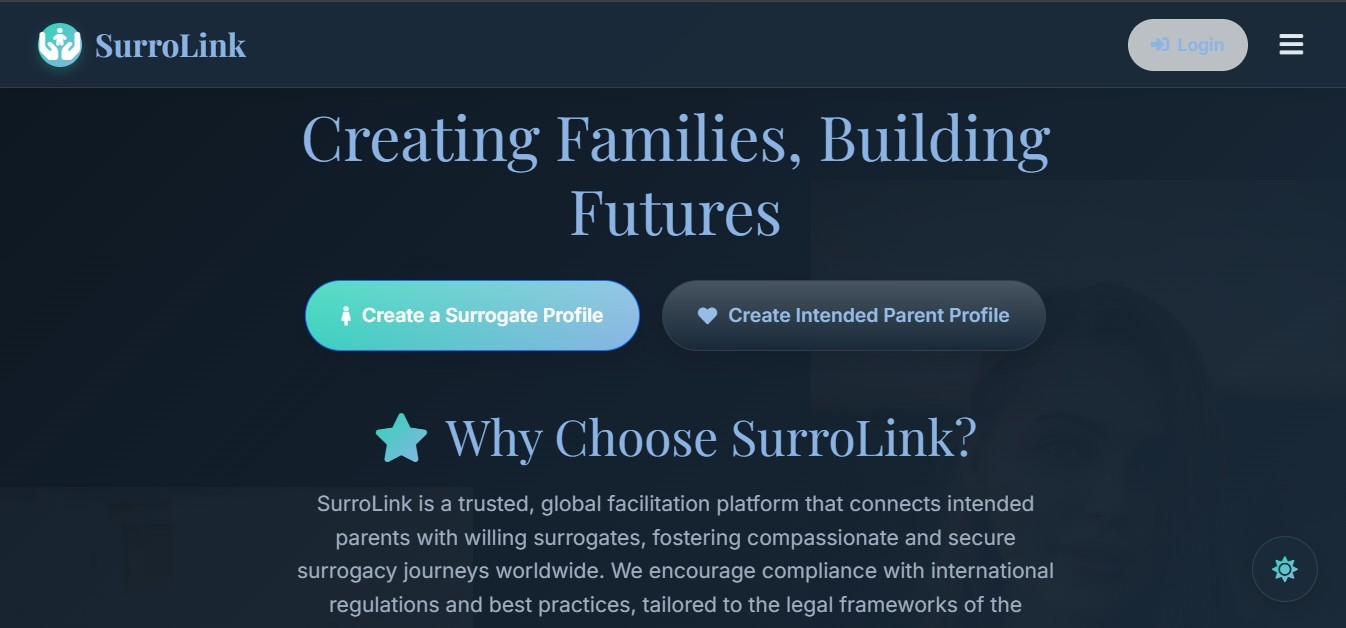 SurroLink
Login
Creating Families, Building
Futures
Create a Surrogate Profile
Create Intended Parent Profile
Why Choose SurroLink?
SurroLink is a trusted, global facilitation platform that connects intended
parents with willing surrogates, fostering compassionate and secure
surrogacy journeys worldwide. We encourage compliance with international
regulations and best practices, tailored to the legal frameworks of the